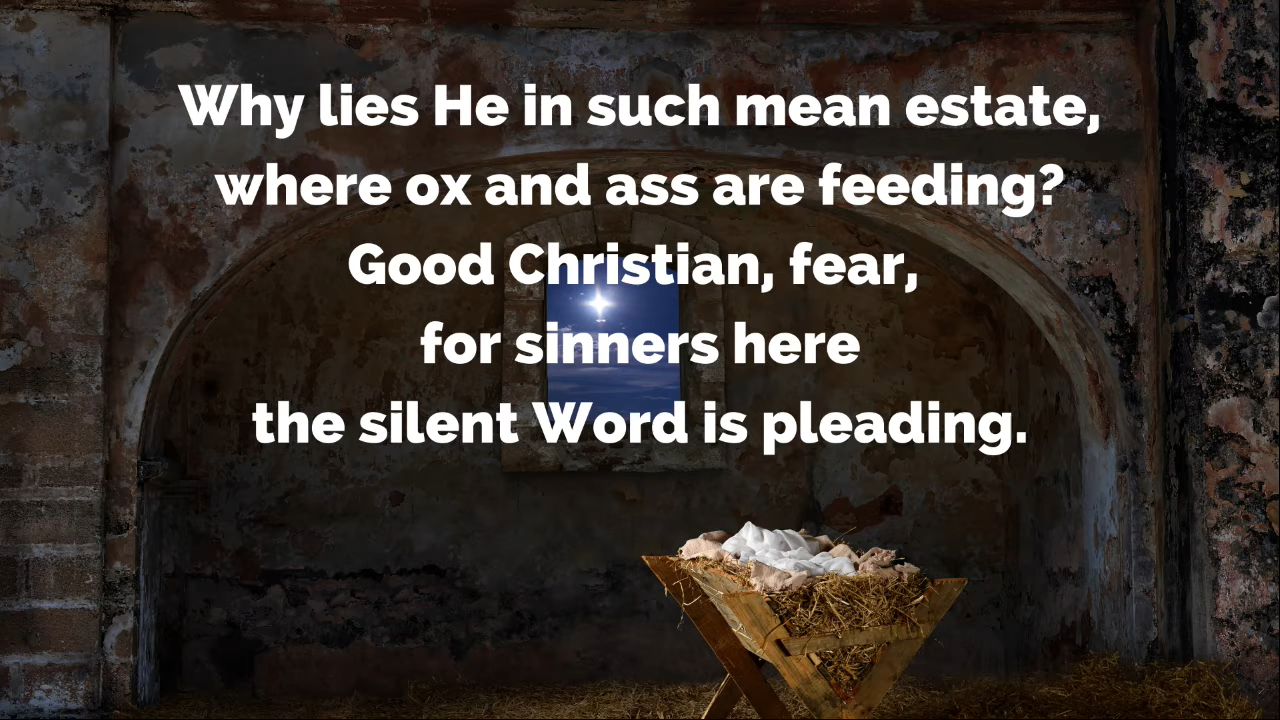 Why lies He in such mean estate,
where ox and ass are feeding?
Good Christian, fear,
for sinners here
the silent Word is pleading.